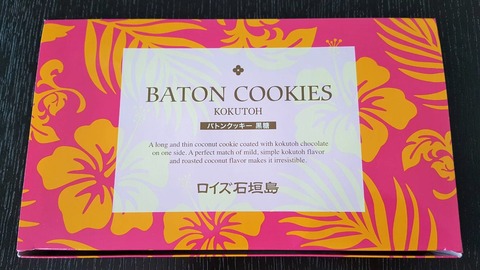 BATON COOKIES
KOKUTOH
バトンクッキー 黒糖
A long and thin coconut cookie coated with kokutoh chocolate
on one side. A perfect match of mild, simple kokutoh flavor
and roasted coconut flavor makes it irresistible.
ロイズ石垣島